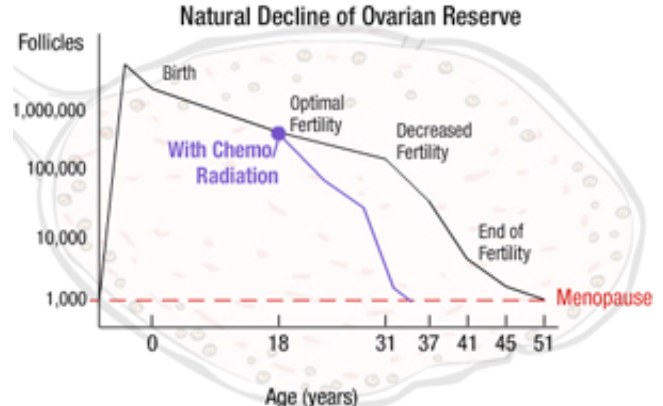 Natural Decline of Ovarian Reserve
Follicles
Birth
1,000,000
Optimal
Fertility
Decreased
Fertility
With Chemo/
Radiation
100,000
10,000
End of
Fertility
1,000
Menopause
0 18 31 37 41 45 51
Age (years)